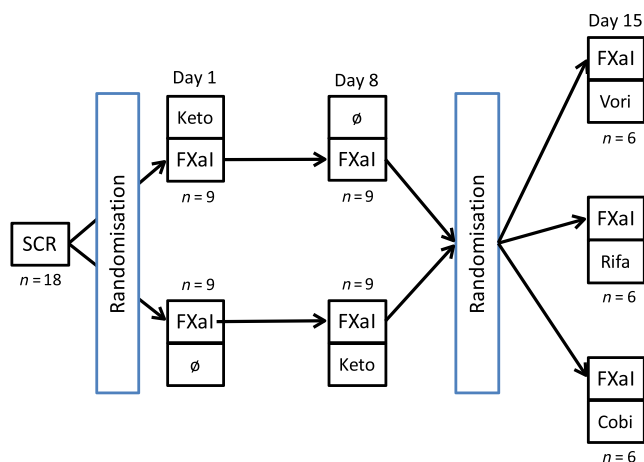 SCR
n = 18
Randomisation
Day 1
Keto
FXaI
n = 9
n = 9
FXaI
ø
Day 8
ø
FXaI
n = 9
n = 9
FXaI
Keto
Randomisation
Day 15
FXaI
Vori
n = 6
FXaI
Rifa
n = 6
FXaI
Cobi
n = 6